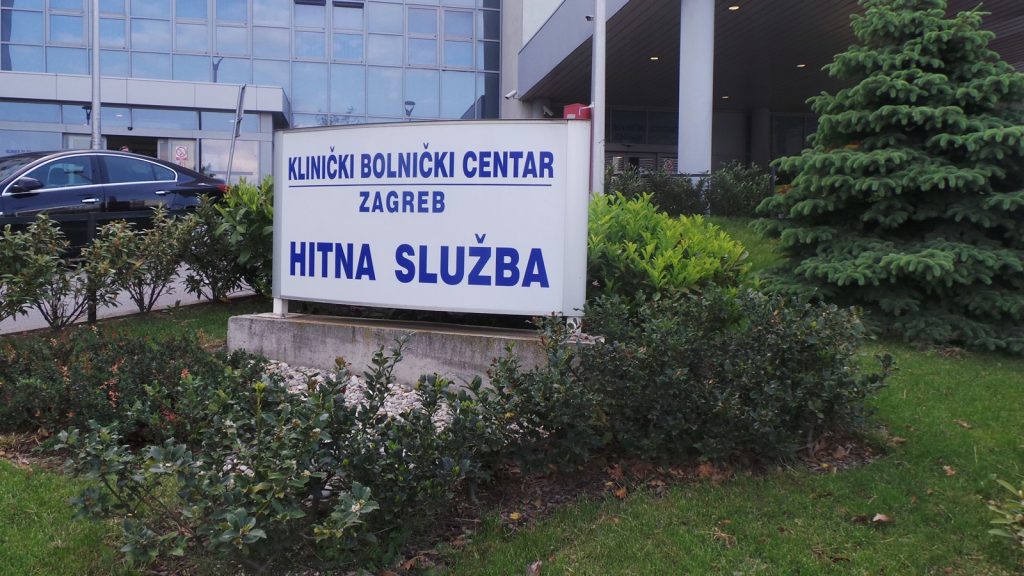 KLINIČKI BOLNIČKI CENTAR
ZAGREB
HITNA SLUŽBA